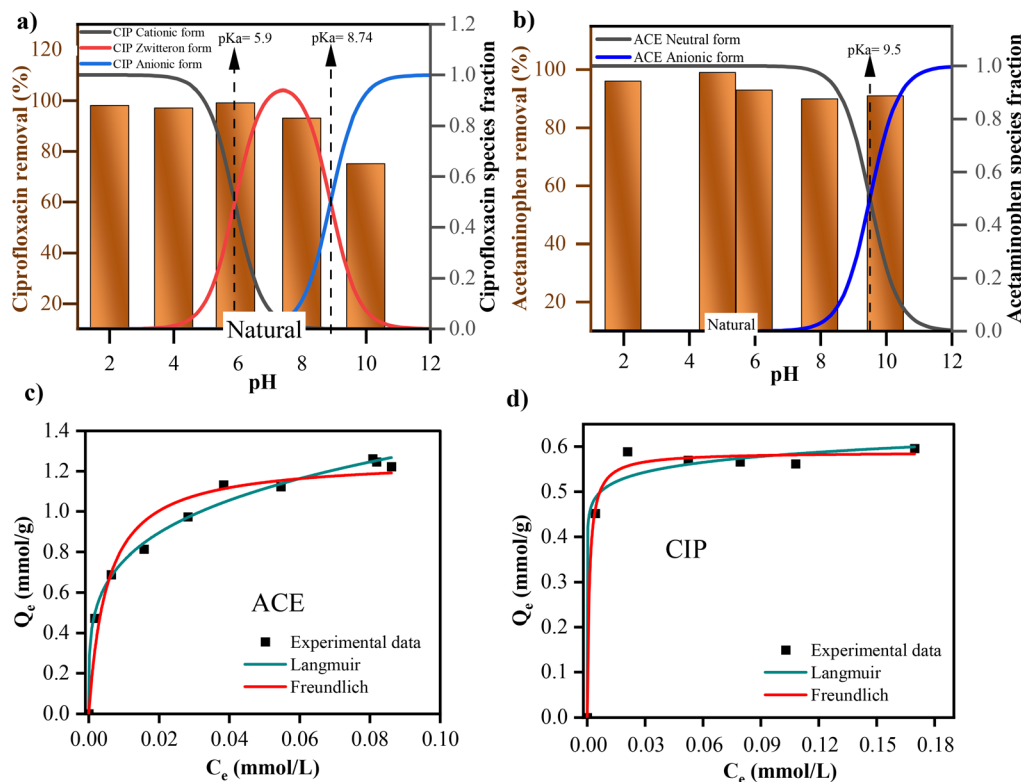 a)
120
100
80
60
40
20
Ciprofloxacin removal (%)
CIP Cationic form
CIP Zwitteron form
CIP Anionic form
pKa= 5.9
pKa= 8.74
Natural
2 4 6 8 10 12
pH
1.2
1.0
0.8
0.6
0.4
0.2
0.0
Ciprofloxacin species fraction
b)
100
80
60
40
20
Acetaminophen removal (%)
ACE Neutral form
ACE Anionic form
pKa= 9.5
Natural
2 4 6 8 10 12
pH
1.0
0.8
0.6
0.4
0.2
0.0
Acetaminophen species fraction
c)
1.4
1.2
1.0
0.8
0.6
0.4
0.2
0.0
Qe (mmol/g)
ACE
Experimental data
Langmuir
Freundlich
0.00 0.02 0.04 0.06 0.08 0.10
Ce (mmol/L)
d)
0.6
0.5
0.4
0.3
0.2
0.1
0.0
Qe (mmol/g)
CIP
Experimental data
Langmuir
Freundlich
0.00 0.03 0.06 0.09 0.12 0.15 0.18
Ce (mmol/L)